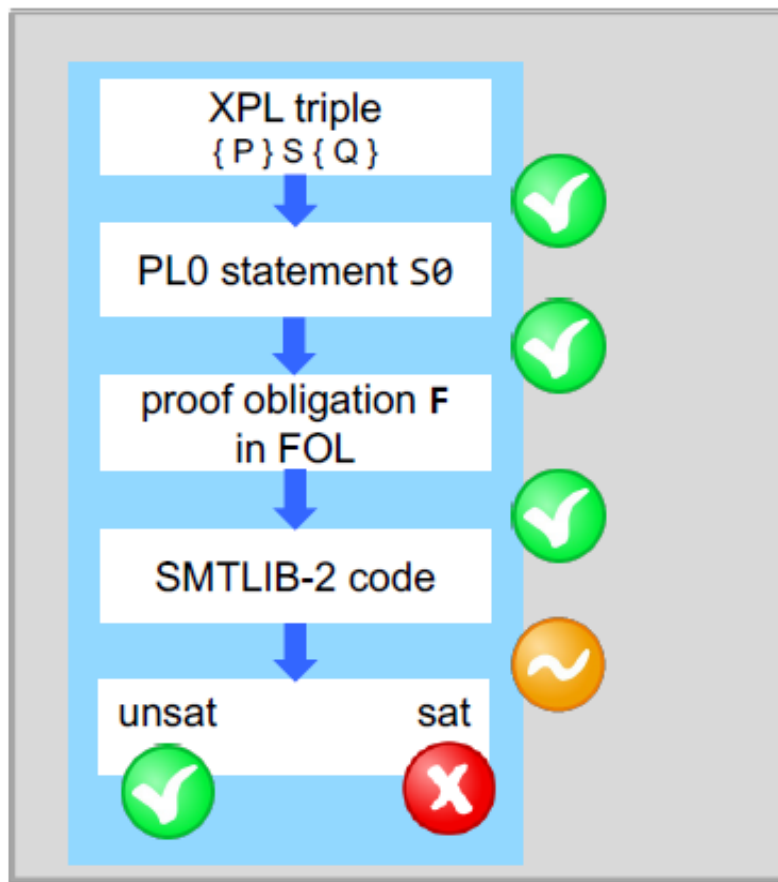 XPL triple
{ P } S { Q }
PL0 statement S0
proof obligation F
in FOL
SMTLIB-2 code
unsat sat